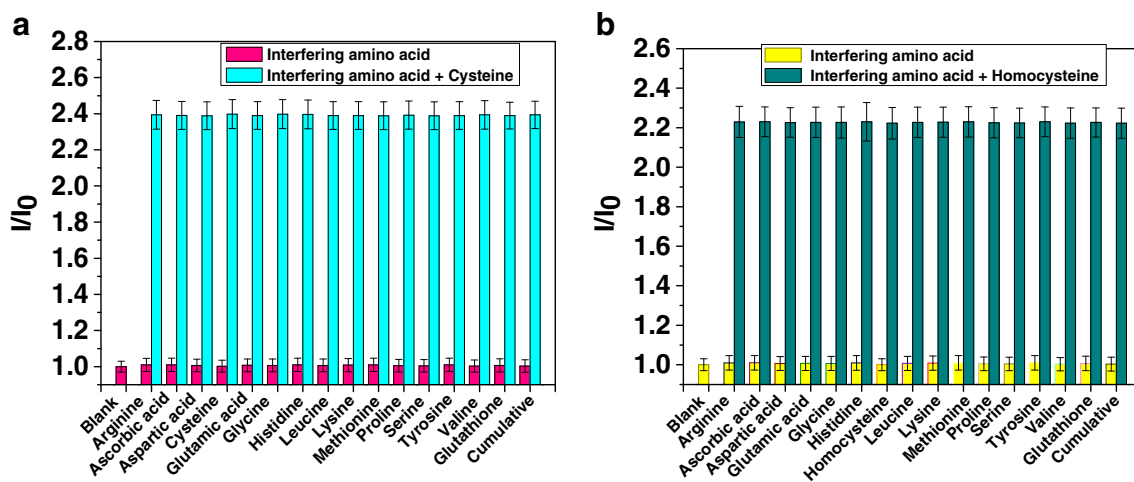 a
2.8
2.6
2.4
2.2
2.0
1.8
1.6
1.4
1.2
1.0
I/I0
Interfering amino acid
Interfering amino acid + Cysteine
Blank
Arginine
Ascorbic acid
Aspartic acid
Cysteine
Glutamic acid
Glycine
Histidine
Leucine
Lysine
Methionine
Proline
Serine
Tyrosine
Valine
Glutathione
Cumulative
b
2.6
2.4
2.2
2.0
1.8
1.6
1.4
1.2
1.0
I/I0
Interfering amino acid
Interfering amino acid + Homocysteine
Blank
Arginine
Ascorbic acid
Aspartic acid
Glutamic acid
Glycine
Histidine
Homocysteine
Leucine
Lysine
Methionine
Proline
Serine
Tyrosine
Valine
Glutathione
Cumulative